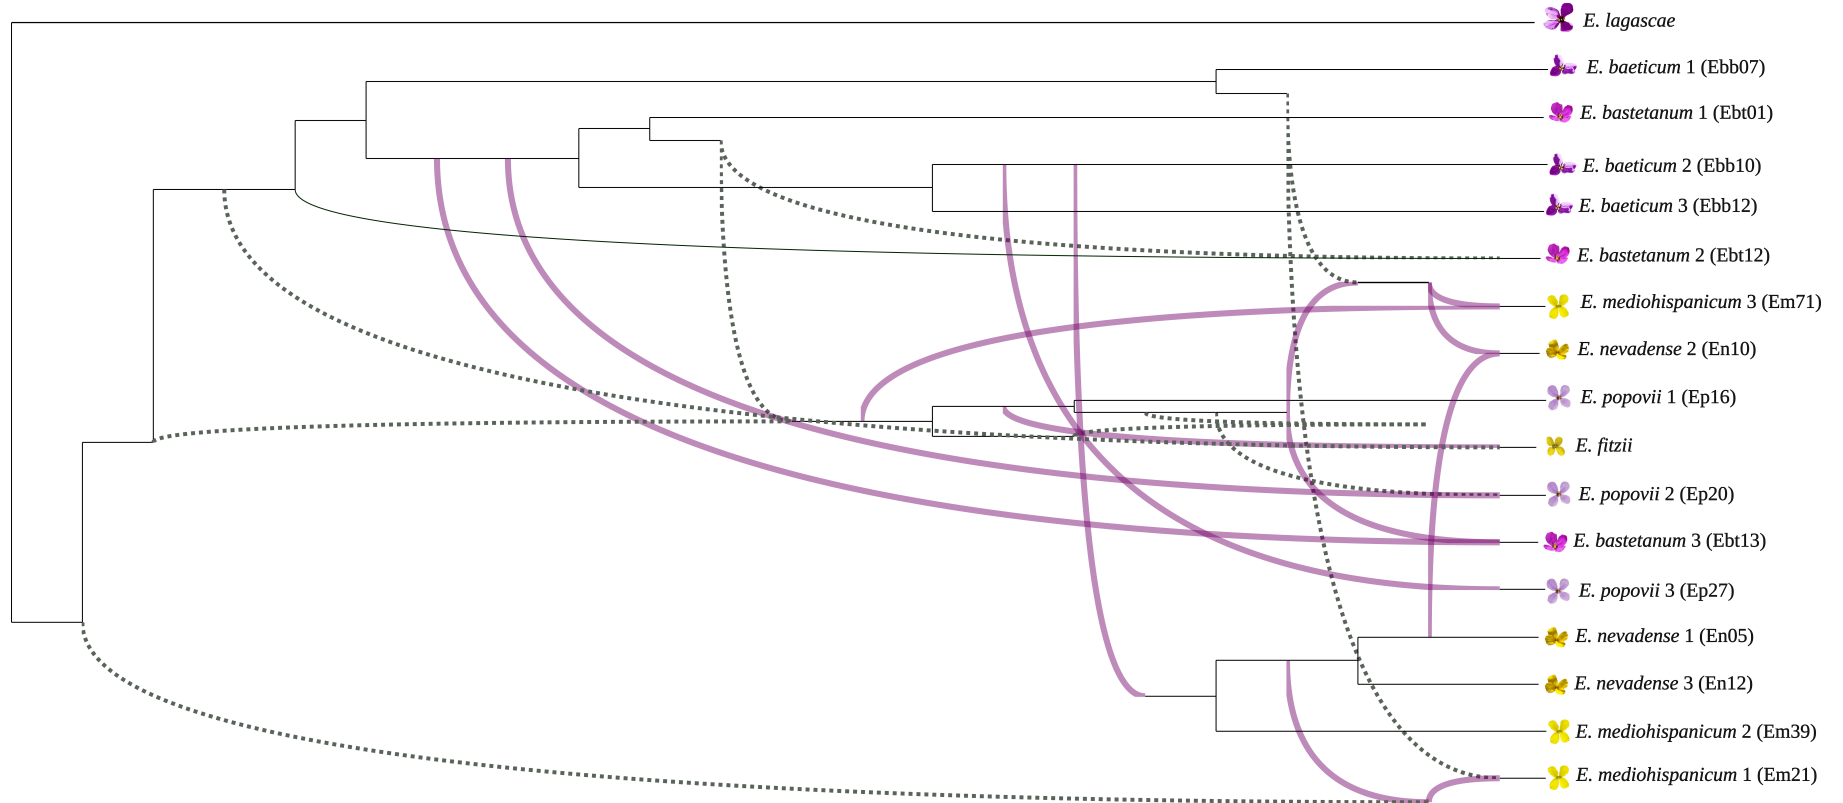 E. lagascae
E. baeticum 1 (Ebb07)
E. bastetanum 1 (Ebt01)
E. baeticum 2 (Ebb10)
E. baeticum 3 (Ebb12)
E. bastetanum 2 (Ebt12)
E. mediohispanicum 3 (Em71)
E. nevadense 2 (En10)
E. popovii 1 (Ep16)
E. fitzii
E. popovii 2 (Ep20)
E. bastetanum 3 (Ebt13)
E. popovii 3 (Ep27)
E. nevadense 1 (En05)
E. nevadense 3 (En12)
E. mediohispanicum 2 (Em39)
E. mediohispanicum 1 (Em21)